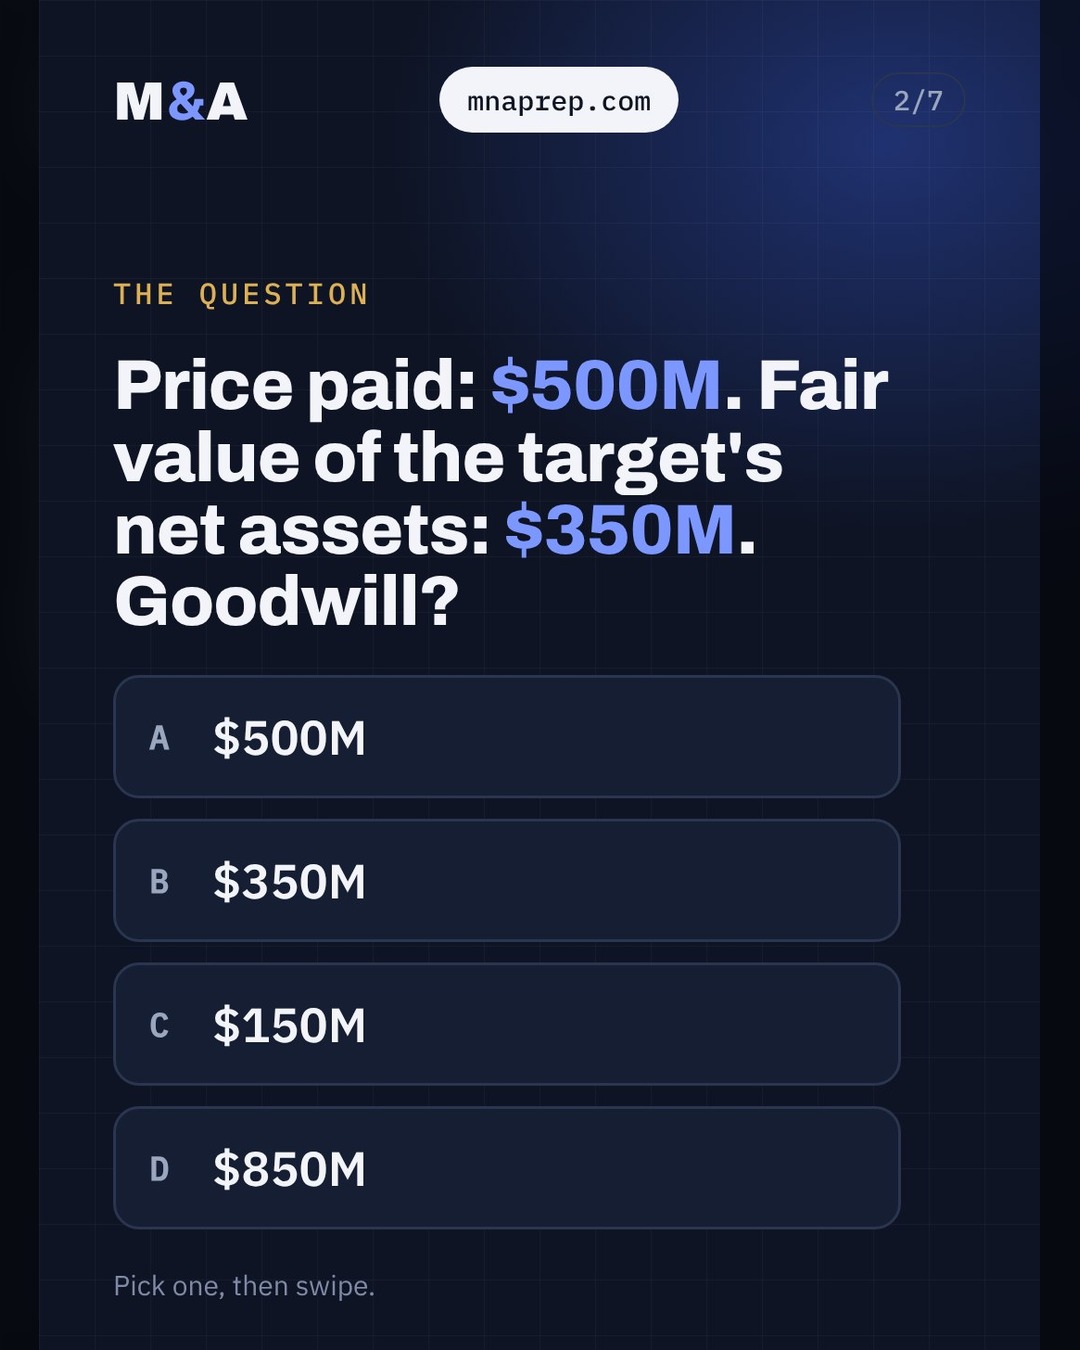 M&A
mnaprep.com
2/7
THE QUESTION
Price paid: $500M. Fair
value of the target's
net assets: $350M.
Goodwill?
A $500M
B $350M
C $150M
D $850M
Pick one, then swipe.